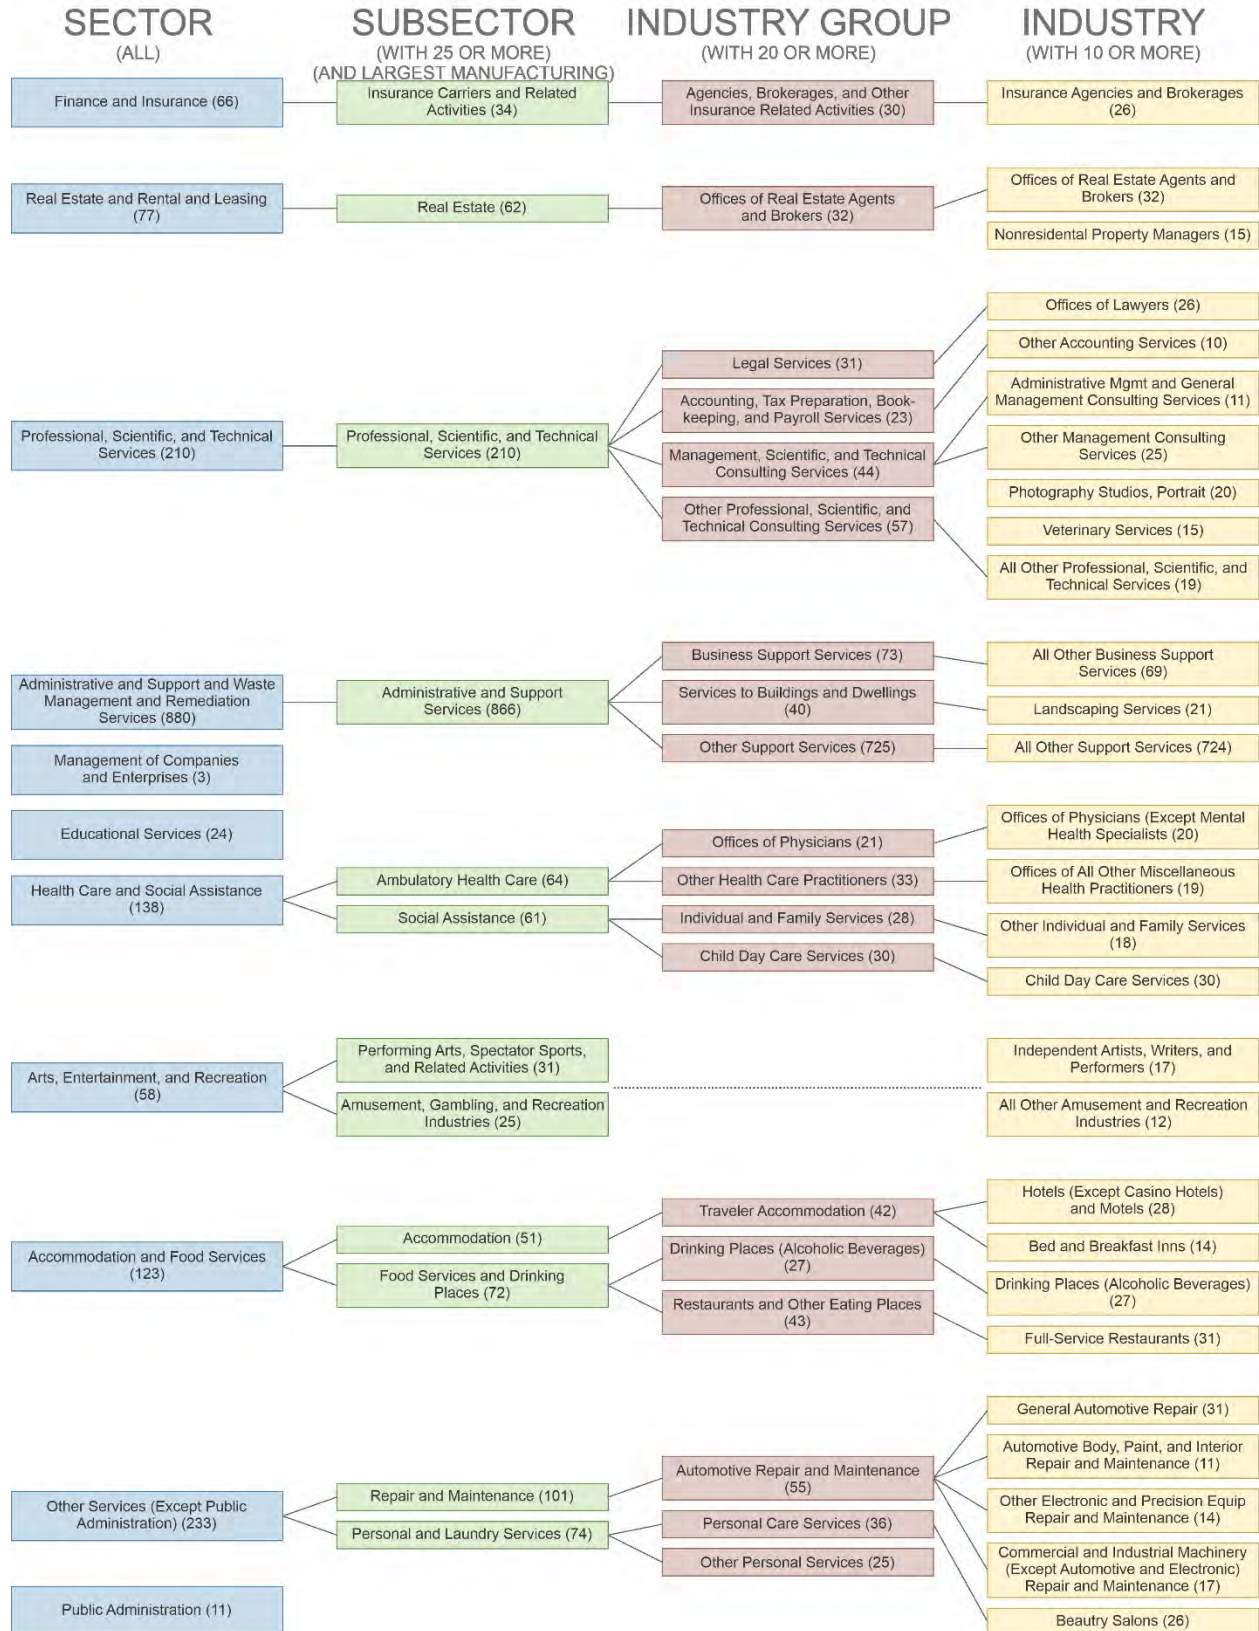 SECTOR
(ALL)
SUBSECTOR
(WITH 25 OR MORE)
(AND LARGEST MANUFACTURING)
INDUSTRY GROUP
(WITH 20 OR MORE)
INDUSTRY
(WITH 10 OR MORE)
Finance and Insurance (66)
Insurance Carriers and Related
Activities (34)
Agencies, Brokerages, and Other
Insurance Related Activities (30)
Insurance Agencies and Brokerages
(26)
Real Estate and Rental and Leasing
(77)
Real Estate (62)
Offices of Real Estate Agents
and Brokers (32)
Offices of Real Estate Agents and
Brokers (32)
Nonresidental Property Managers (15)
Professional, Scientific, and Technical
Services (210)
Professional, Scientific, and Technical
Services (210)
Legal Services (31)
Accounting, Tax Preparation, Book-
keeping, and Payroll Services (23)
Management, Scientific, and Technical
Consulting Services (44)
Other Professional, Scientific, and
Technical Consulting Services (57)
Offices of Lawyers (26)
Other Accounting Services (10)
Administrative Mgmt and General
Management Consulting Services (11)
Other Management Consulting
Services (25)
Photography Studios, Portrait (20)
Veterinary Services (15)
All Other Professional, Scientific, and
Technical Services (19)
Administrative and Support and Waste
Management and Remediation
Services (880)
Administrative and Support
Services (866)
Business Support Services (73)
Services to Buildings and Dwellings
(40)
Other Support Services (725)
All Other Business Support
Services (69)
Landscaping Services (21)
All Other Support Services (724)
Management of Companies
and Enterprises (3)
Educational Services (24)
Health Care and Social Assistance
(138)
Ambulatory Health Care (64)
Social Assistance (61)
Offices of Physicians (21)
Other Health Care Practitioners (33)
Individual and Family Services (28)
Child Day Care Services (30)
Offices of Physicians (Except Mental
Health Specialists (20)
Offices of All Other Miscellaneous
Health Practitioners (19)
Other Individual and Family Services
(18)
Child Day Care Services (30)
Arts, Entertainment, and Recreation
(58)
Performing Arts, Spectator Sports,
and Related Activities (31)
Amusement, Gambling, and Recreation
Industries (25)
Independent Artists, Writers, and
Performers (17)
All Other Amusement and Recreation
Industries (12)
Accommodation and Food Services
(123)
Accommodation (51)
Food Services and Drinking
Places (72)
Traveler Accommodation (42)
Drinking Places (Alcoholic Beverages)
(27)
Restaurants and Other Eating Places
(43)
Hotels (Except Casino Hotels)
and Motels (28)
Bed and Breakfast Inns (14)
Drinking Places (Alcoholic Beverages)
(27)
Full-Service Restaurants (31)
Other Services (Except Public
Administration) (233)
Repair and Maintenance (101)
Personal and Laundry Services (74)
Automotive Repair and Maintenance
(55)
Personal Care Services (36)
Other Personal Services (25)
General Automotive Repair (31)
Automotive Body, Paint, and Interior
Repair and Maintenance (11)
Other Electronic and Precision Equip
Repair and Maintenance (14)
Commercial and Industrial Machinery
(Except Automotive and Electronic)
Repair and Maintenance (17)
Beautry Salons (26)
Public Administration (11)